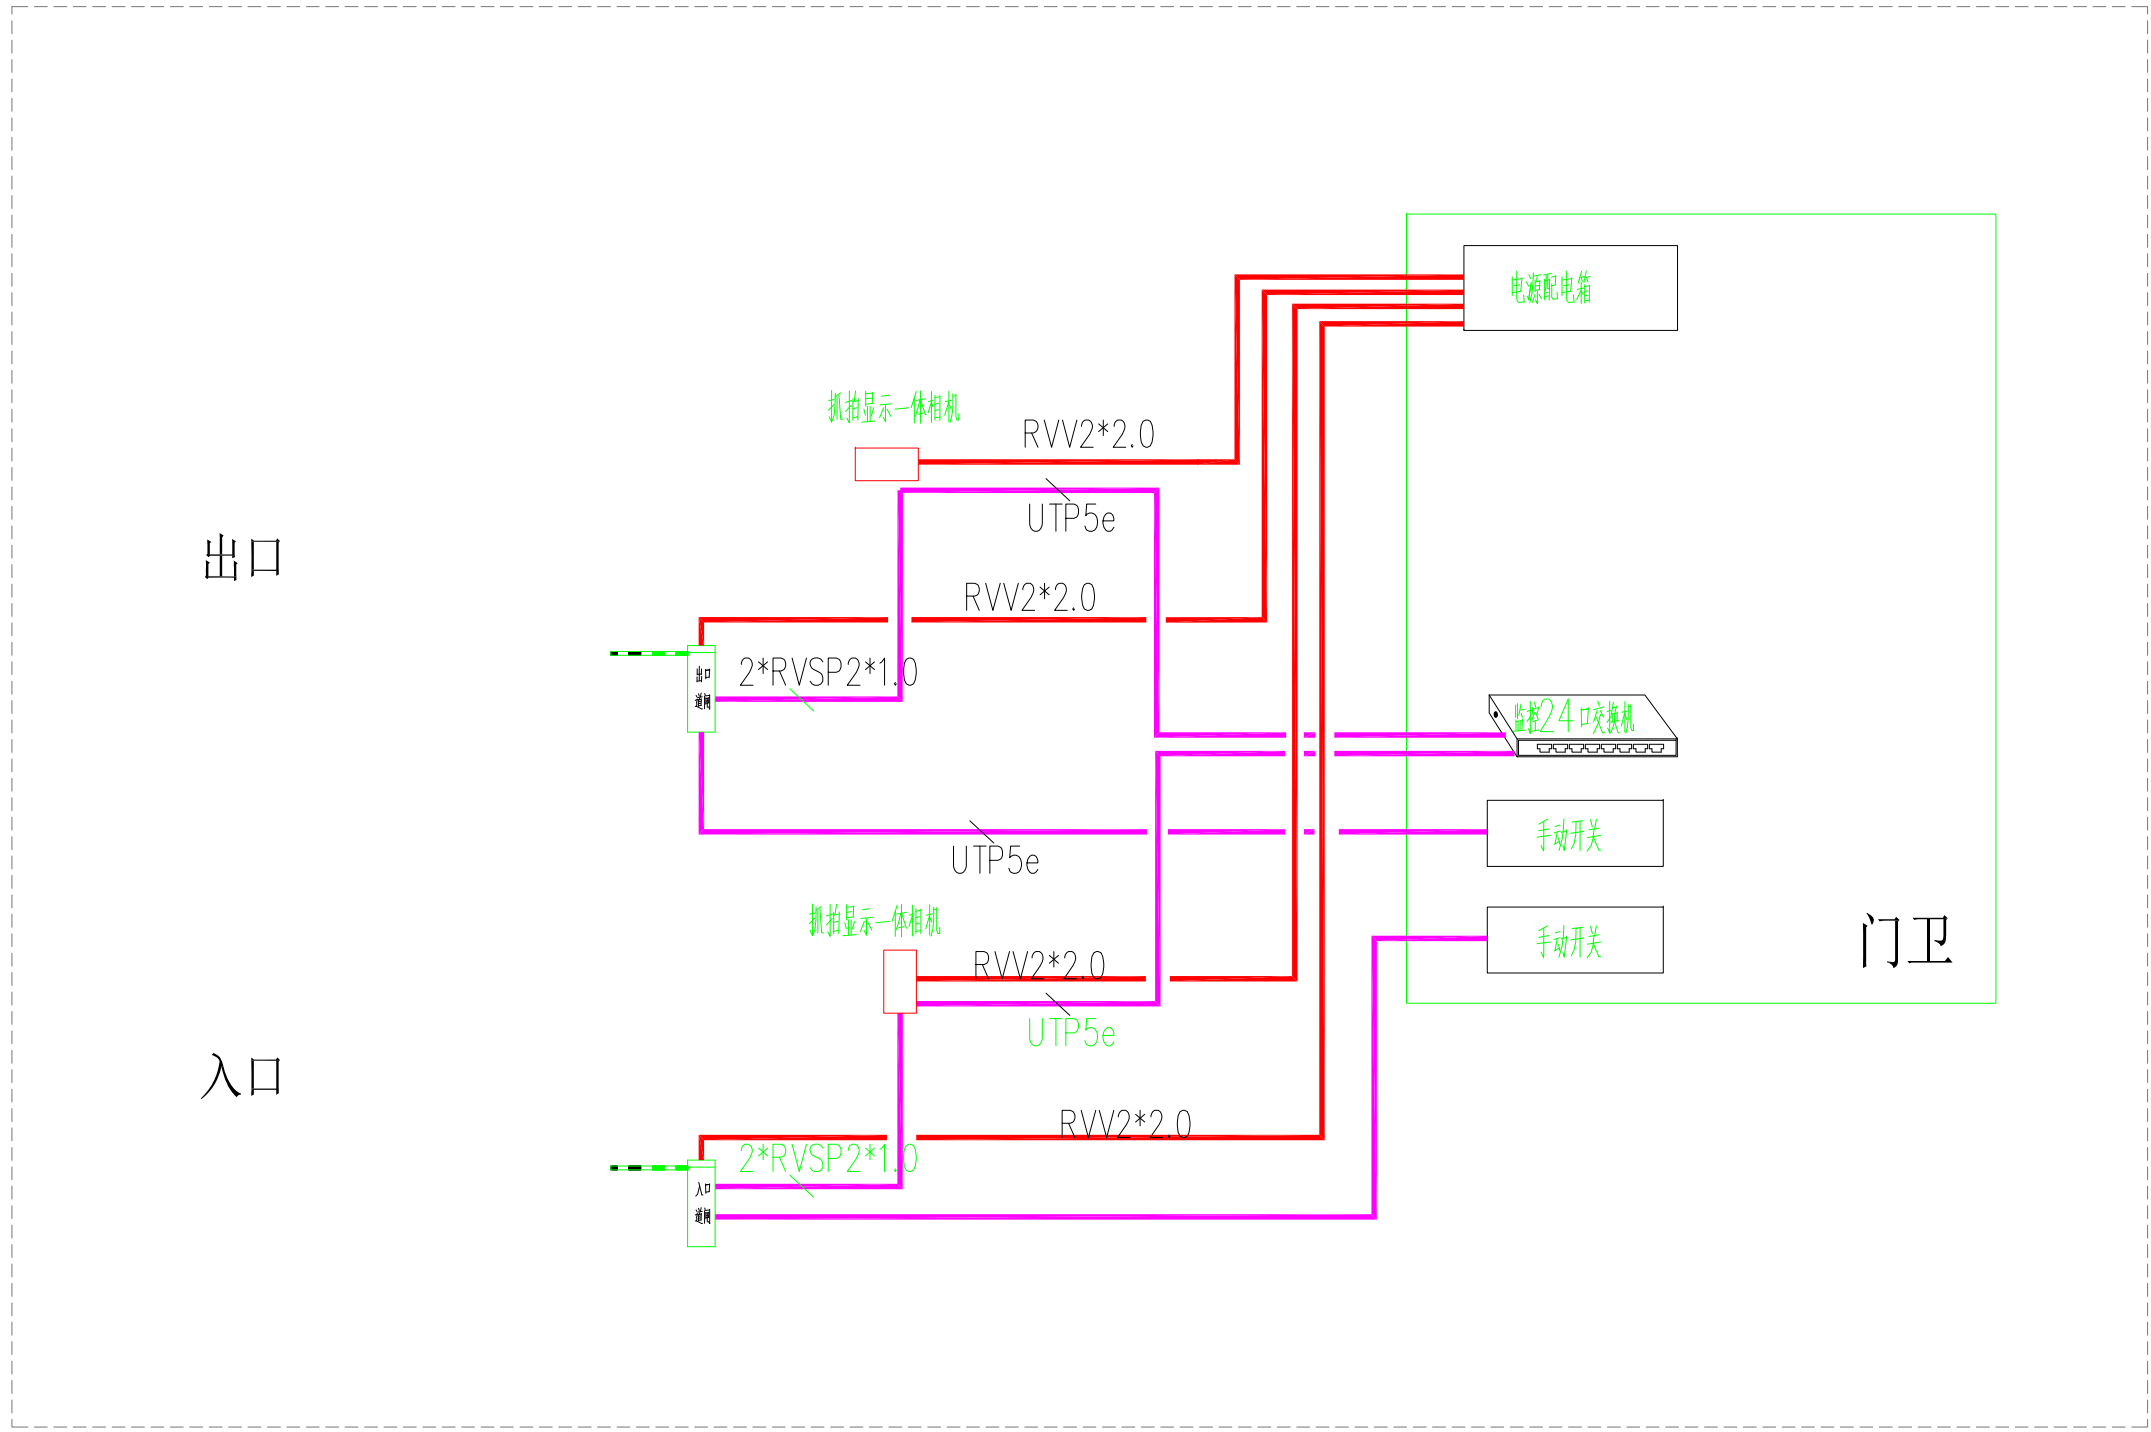 电源配电箱
抓拍显示一体相机
RVV2*2.0
UTP5e
出口
RVV2*2.0
2*RVSP2*1.0
出口
道闸
监控24口交换机
手动开关
UTP5e
抓拍显示一体相机
手动开关
门卫
RVV2*2.0
UTP5e
入口
RVV2*2.0
2*RVSP2*1.0
入口
道闸